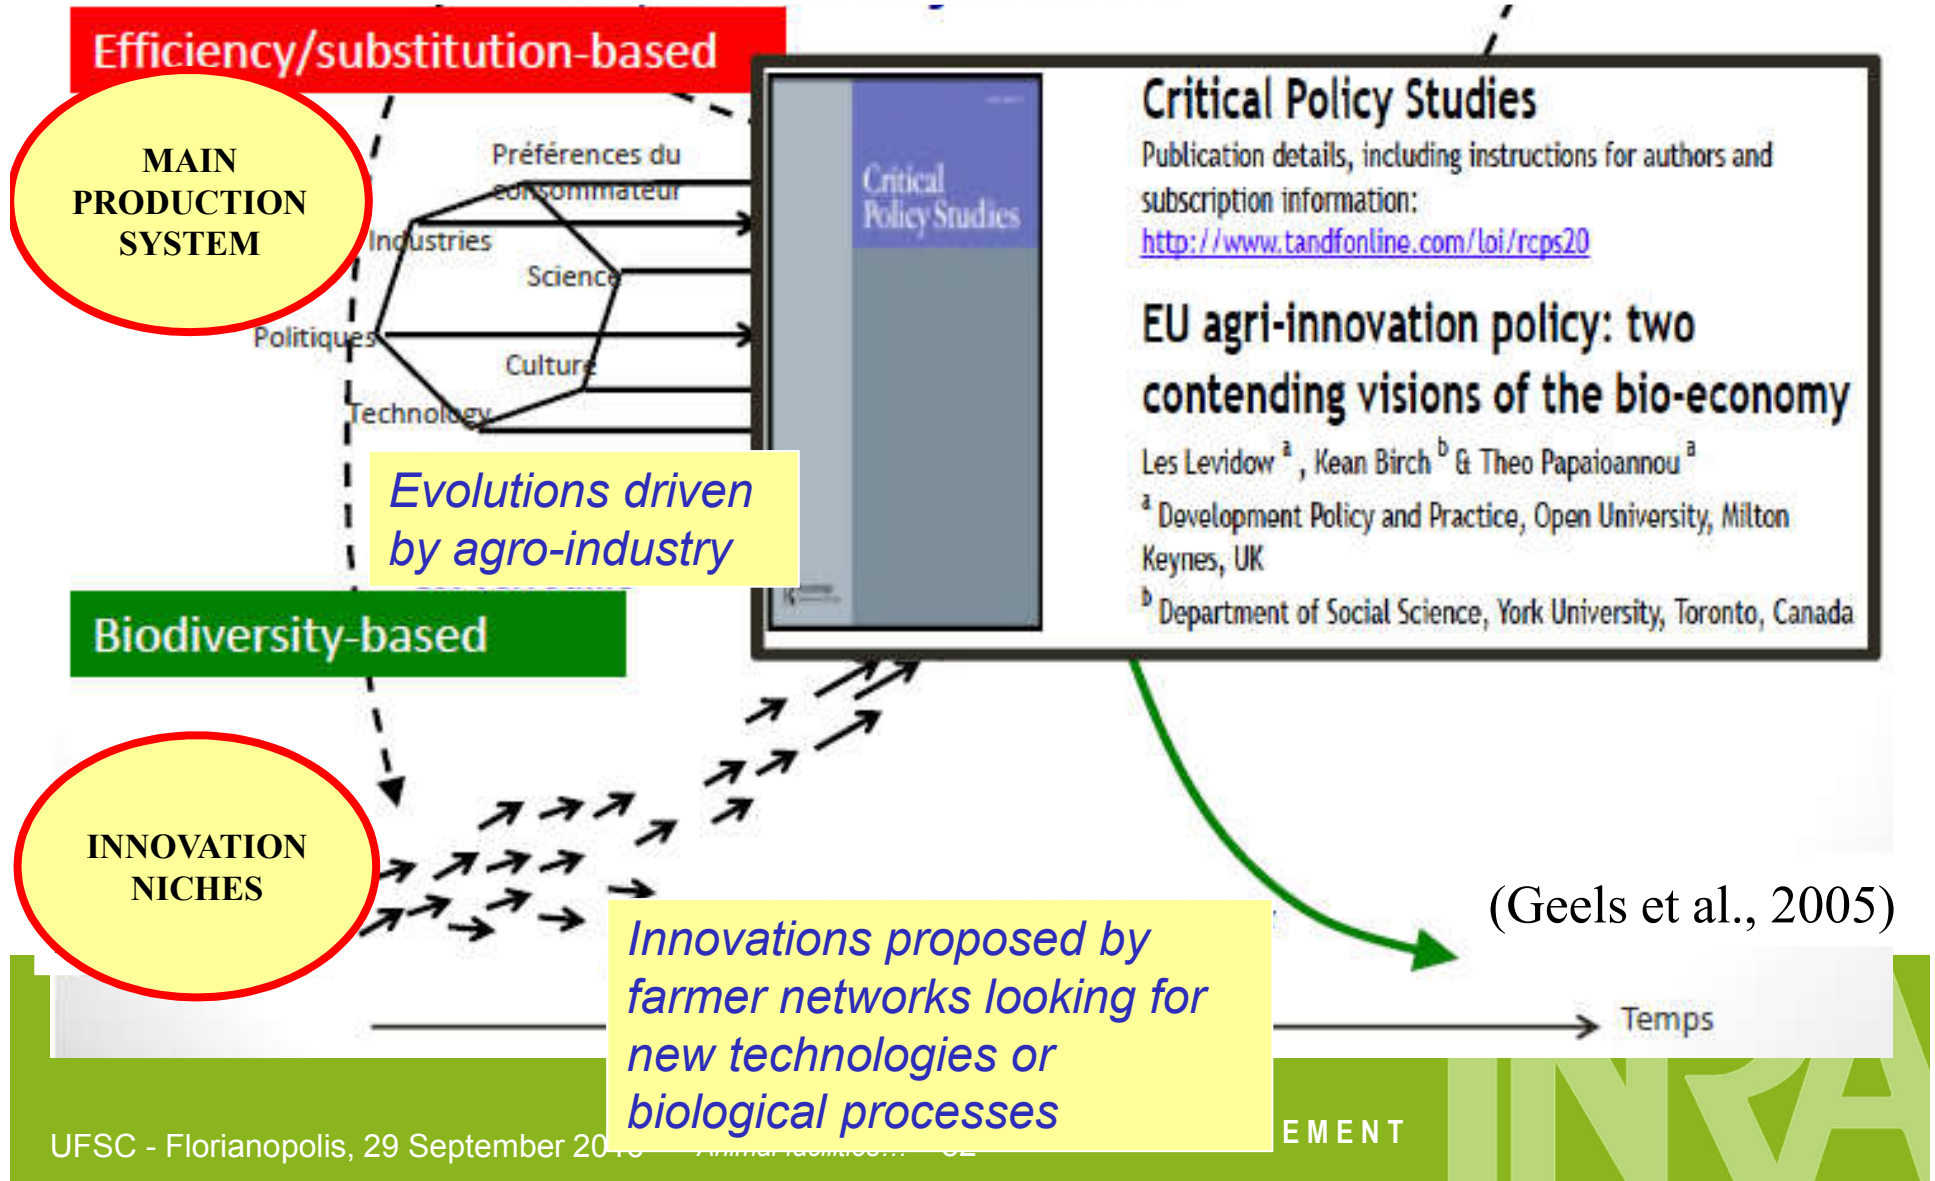 Efficiency/substitution-based
MAIN
PRODUCTION
SYSTEM
Préférences du
consommateur
Industries
Science
Politiques
Culture
Technology
Critical
Policy Studies
Critical Policy Studies
Publication details, including instructions for authors and
subscription information:
http://www.tandfonline.com/loi/rcps20
EU agri-innovation policy: two
contending visions of the bio-economy
Les Levidow a , Kean Birch b & Theo Papaioannou a
a Development Policy and Practice, Open University, Milton
Keynes, UK
b Department of Social Science, York University, Toronto, Canada
Evolutions driven
by agro-industry
Biodiversity-based
INNOVATION
NICHES
(Geels et al., 2005)
Innovations proposed by
farmer networks looking for
new technologies or
biological processes
Temps
INRA
EMENT
UFSC - Florianopolis, 29 September